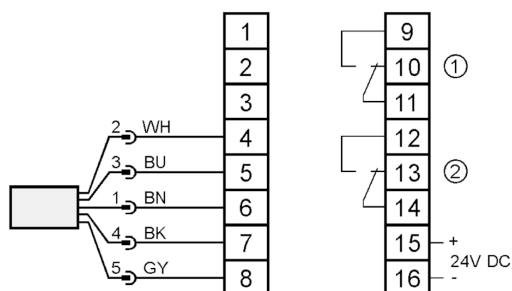 1 9
2 10 ①
3 11
2 WH 4 12
3 BU 5 13 ②
1 BN 6 14
4 BK 7 15 +
24V DC
5 GY 8 16 -